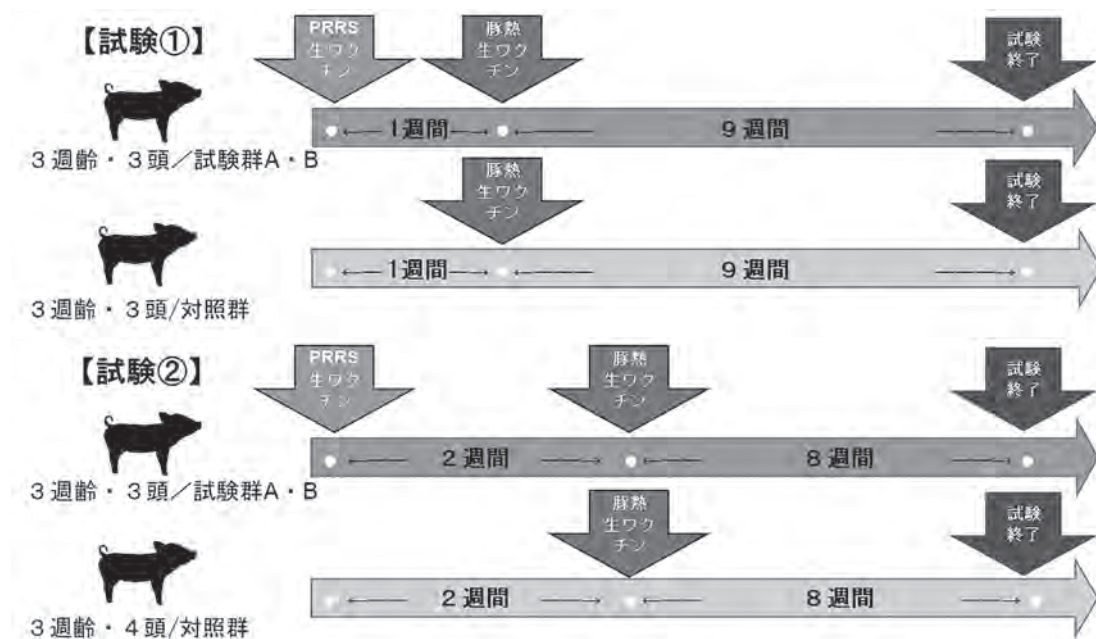 【試験①】
PRRS
生ワク
チン
豚熱
生ワク
チン
試験
終了
1週間
9週間
3週齢・3頭／試験群A・B
豚熱
生ワク
チン
試験
終了
1週間
9週間
3週齢・3頭/対照群
【試験②】
PRRS
生ワク
チン
豚熱
生ワク
チン
試験
終了
2週間
8週間
3週齢・3頭／試験群A・B
豚熱
生ワク
チン
試験
終了
2週間
8週間
3週齢・4頭/対照群